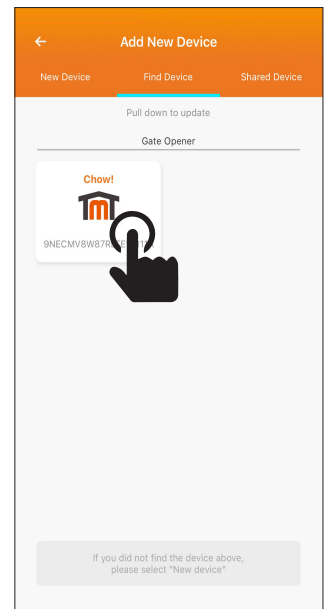 Add New Device
New Device Find Device Shared Device
Pull down to update
Gate Opener
Chow!
If you did not find the device above,
please select "New device"